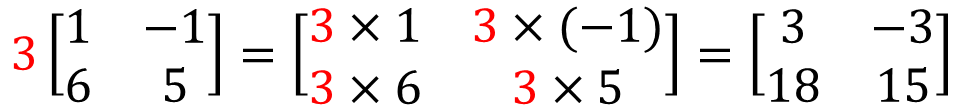 3 [1 −1; 6 5] = [3 × 1 3 × (−1); 3 × 6 3 × 5] = [3 −3; 18 15]